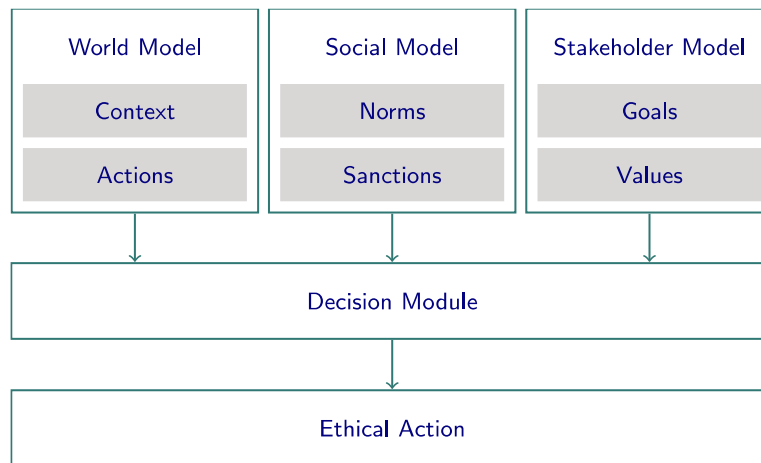 World Model
Context
Actions
Social Model
Norms
Sanctions
Stakeholder Model
Goals
Values
Decision Module
Ethical Action